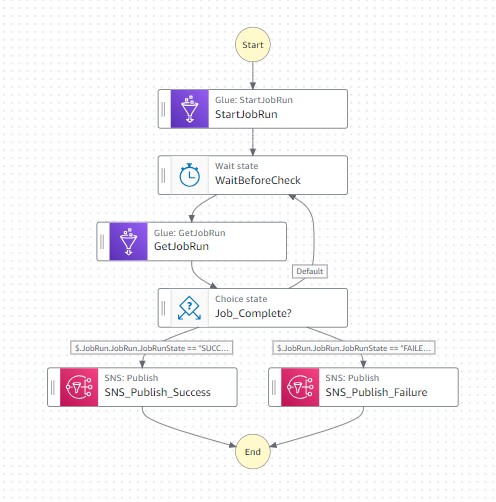 Start
Glue: StartJobRun
StartJobRun
Wait state
WaitBeforeCheck
Glue: GetJobRun
GetJobRun
Default
Choice state
Job_Complete?
$.JobRun.JobRun.JobRunState == "SUCC...
$.JobRun.JobRun.JobRunState == "FAILE...
SNS: Publish
SNS_Publish_Success
SNS: Publish
SNS_Publish_Failure
End